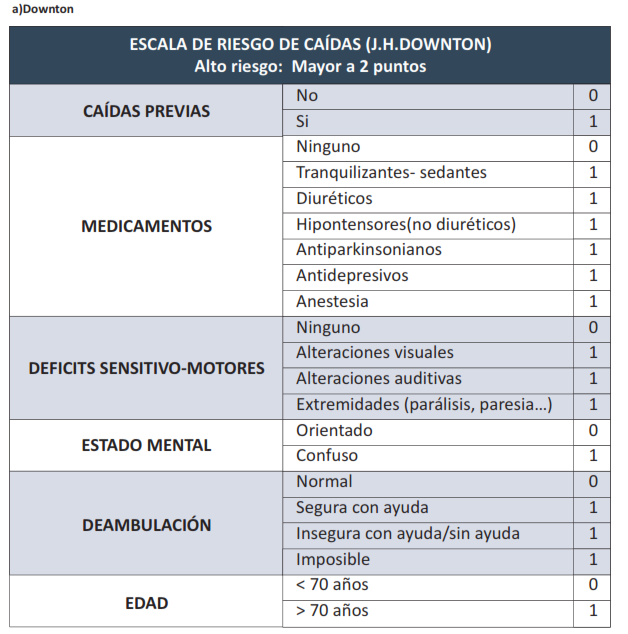 a)Downton
ESCALA DE RIESGO DE CAÍDAS (J.H.DOWNTON)
Alto riesgo: Mayor a 2 puntos
CAÍDAS PREVIAS
No 0
Si 1
MEDICAMENTOS
Ninguno 0
Tranquilizantes- sedantes 1
Diuréticos 1
Hipontensores(no diuréticos) 1
Antiparkinsonianos 1
Antidepresivos 1
Anestesia 1
DEFICITS SENSITIVO-MOTORES
Ninguno 0
Alteraciones visuales 1
Alteraciones auditivas 1
Extremidades (parálisis, paresia...) 1
ESTADO MENTAL
Orientado 0
Confuso 1
DEAMBULACIÓN
Normal 0
Segura con ayuda 1
Insegura con ayuda/sin ayuda 1
Imposible 1
EDAD
< 70 años 0
> 70 años 1